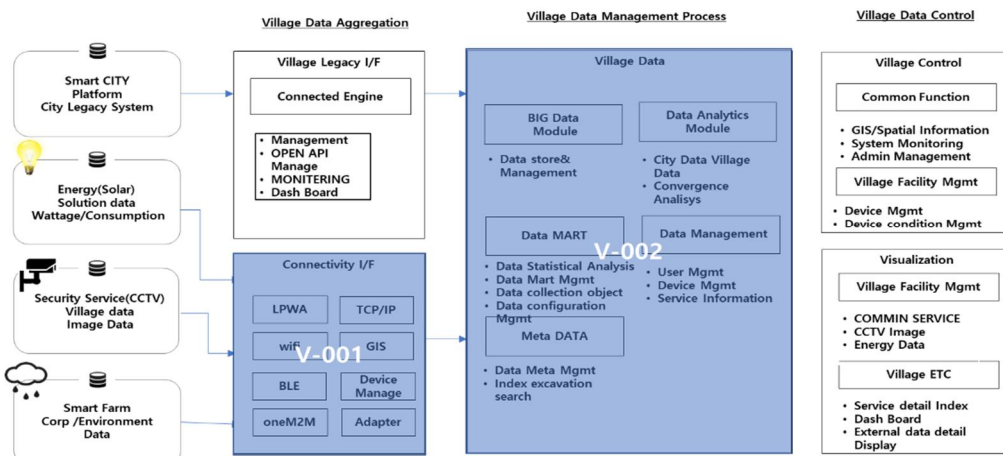 Village Data Aggregation
Village Data Management Process
Village Data Control
Smart CITY
Platform
City Legacy System
Energy(Solar)
Solution data
Wattage/Consumption
Security Service(CCTV)
Village data
Image Data
Smart Farm
Corp /Environment
Data
Village Legacy I/F
Connected Engine
• Management
• OPEN API
Manage
• MONITERING
• Dash Board
Connectivity I/F
LPWA
TCP/IP
wifi
GIS
V-001
BLE
Device
Manage
oneM2M
Adapter
Village Data
BIG Data
Module
• Data store&
Management
Data Analytics
Module
• City Data Village
Data
• Convergence
Analisys
Data MART
• Data Statistical Analysis
• Data Mart Mgmt
• Data collection object
• Data configuration
Mgmt
V-002
Data Management
• User Mgmt
• Device Mgmt
• Service Information
Meta DATA
• Data Meta Mgmt
• Index excavation
search
Village Control
Common Function
• GIS/Spatial Information
• System Monitoring
• Admin Management
Village Facility Mgmt
• Device Mgmt
• Device condition Mgmt
Visualization
Village Facility Mgmt
• COMMIN SERVICE
• CCTV Image
• Energy Data
Village ETC
• Service detail Index
• Dash Board
• External data detail
Display